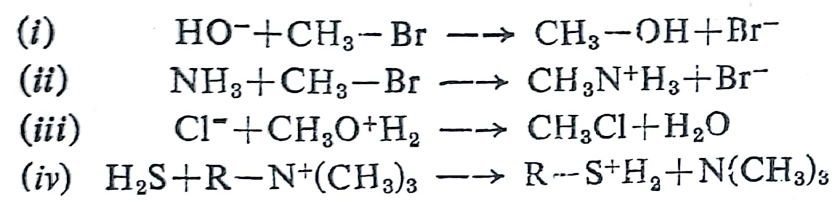 (i) HO⁻+CH₃—Br ⟶ CH₃—OH+Br⁻
(ii) NH₃+CH₃—Br ⟶ CH₃N⁺H₃+Br⁻
(iii) Cl⁻+CH₃O⁺H₂ ⟶ CH₃Cl+H₂O
(iv) H₂S+R—N⁺(CH₃)₃ ⟶ R—S⁺H₂+N(CH₃)₃